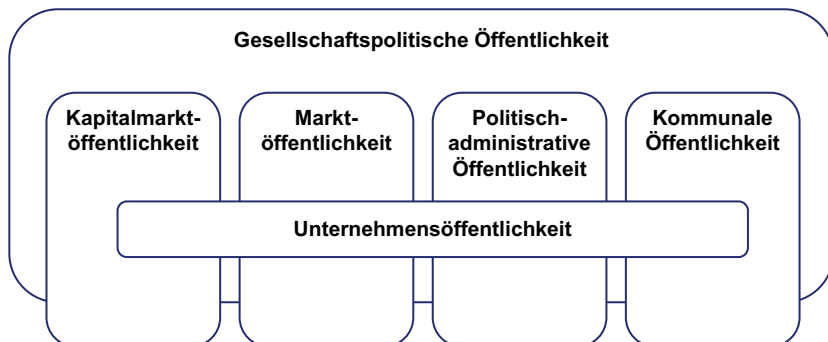 Gesellschaftspolitische Öffentlichkeit
Kapitalmarkt-
öffentlichkeit
Markt-
öffentlichkeit
Politisch-
administrative
Öffentlichkeit
Kommunale
Öffentlichkeit
Unternehmensöffentlichkeit